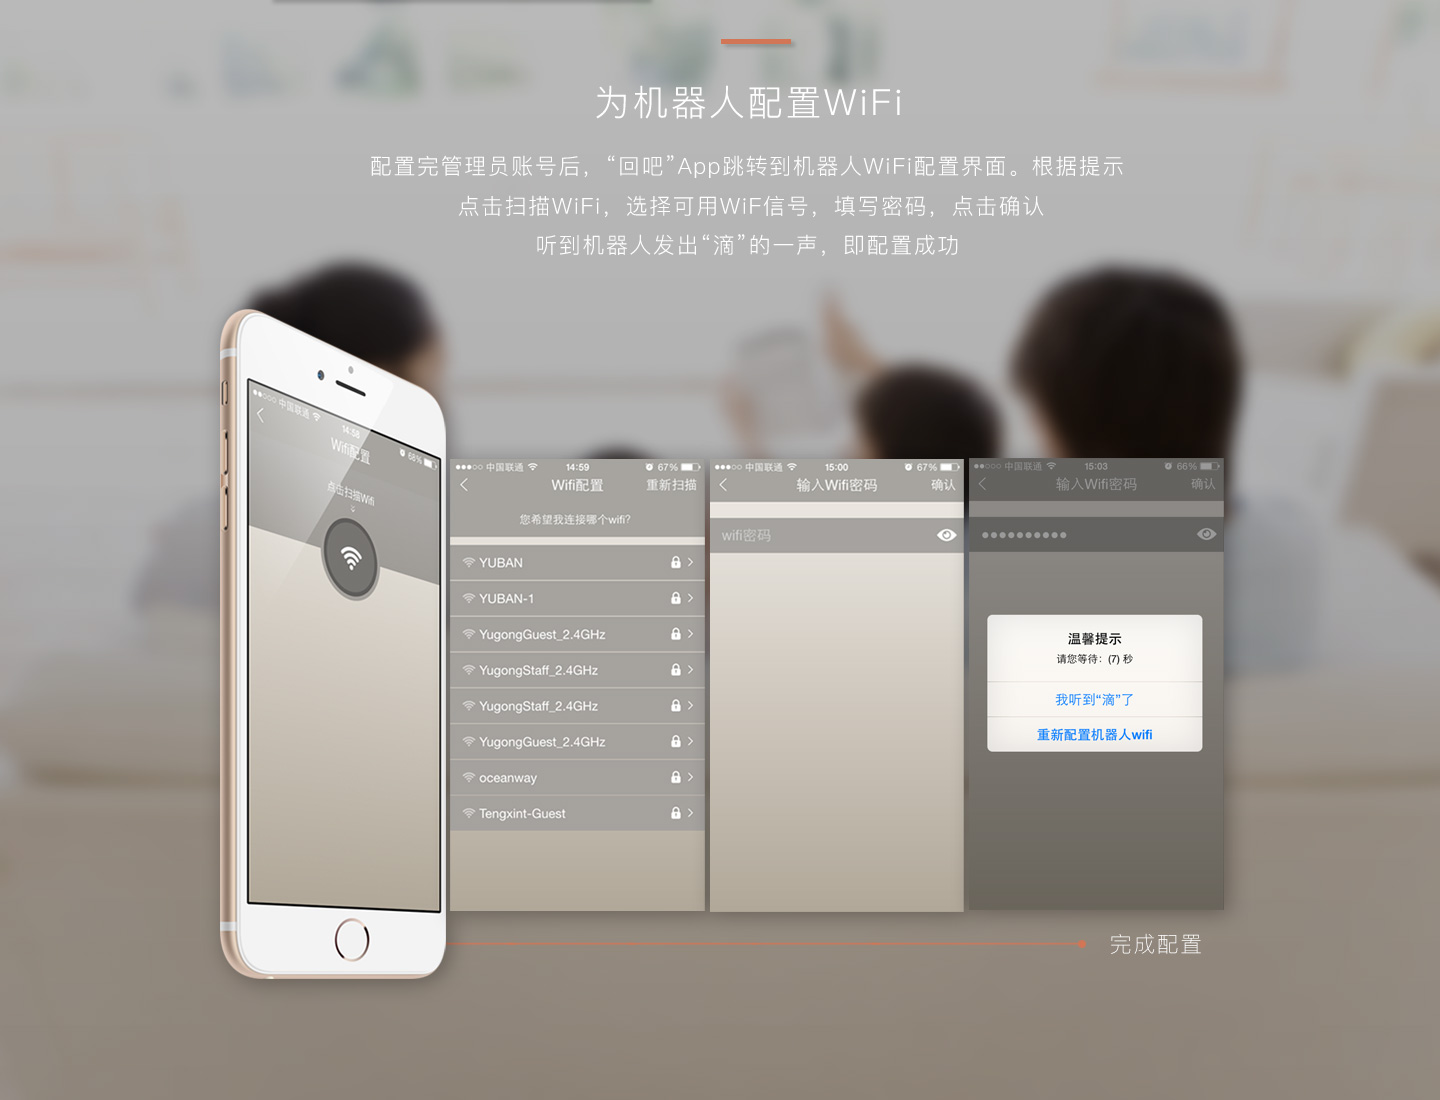 为机器人配置WiFi
配置完管理员账号后，“回吧”App跳转到机器人WiFi配置界面。根据提示
点击扫描WiFi，选择可用WiF信号，填写密码，点击确认
听到机器人发出“滴”的一声，即配置成功
中国联通
14:58
68%
Wifi配置
点击扫描Wifi
中国联通 14:59 67%
Wifi配置 重新扫描
您希望我连接哪个wifi?
YUBAN
YUBAN-1
YugongGuest_2.4GHz
YugongStaff_2.4GHz
YugongStaff_2.4GHz
YugongGuest_2.4GHz
oceanway
Tengxint-Guest
中国联通 15:00 67%
输入Wifi密码 确认
wifi密码
中国联通 15:03 66%
输入Wifi密码 确认
温馨提示
请您等待：(7) 秒
我听到“滴”了
重新配置机器人wifi
完成配置